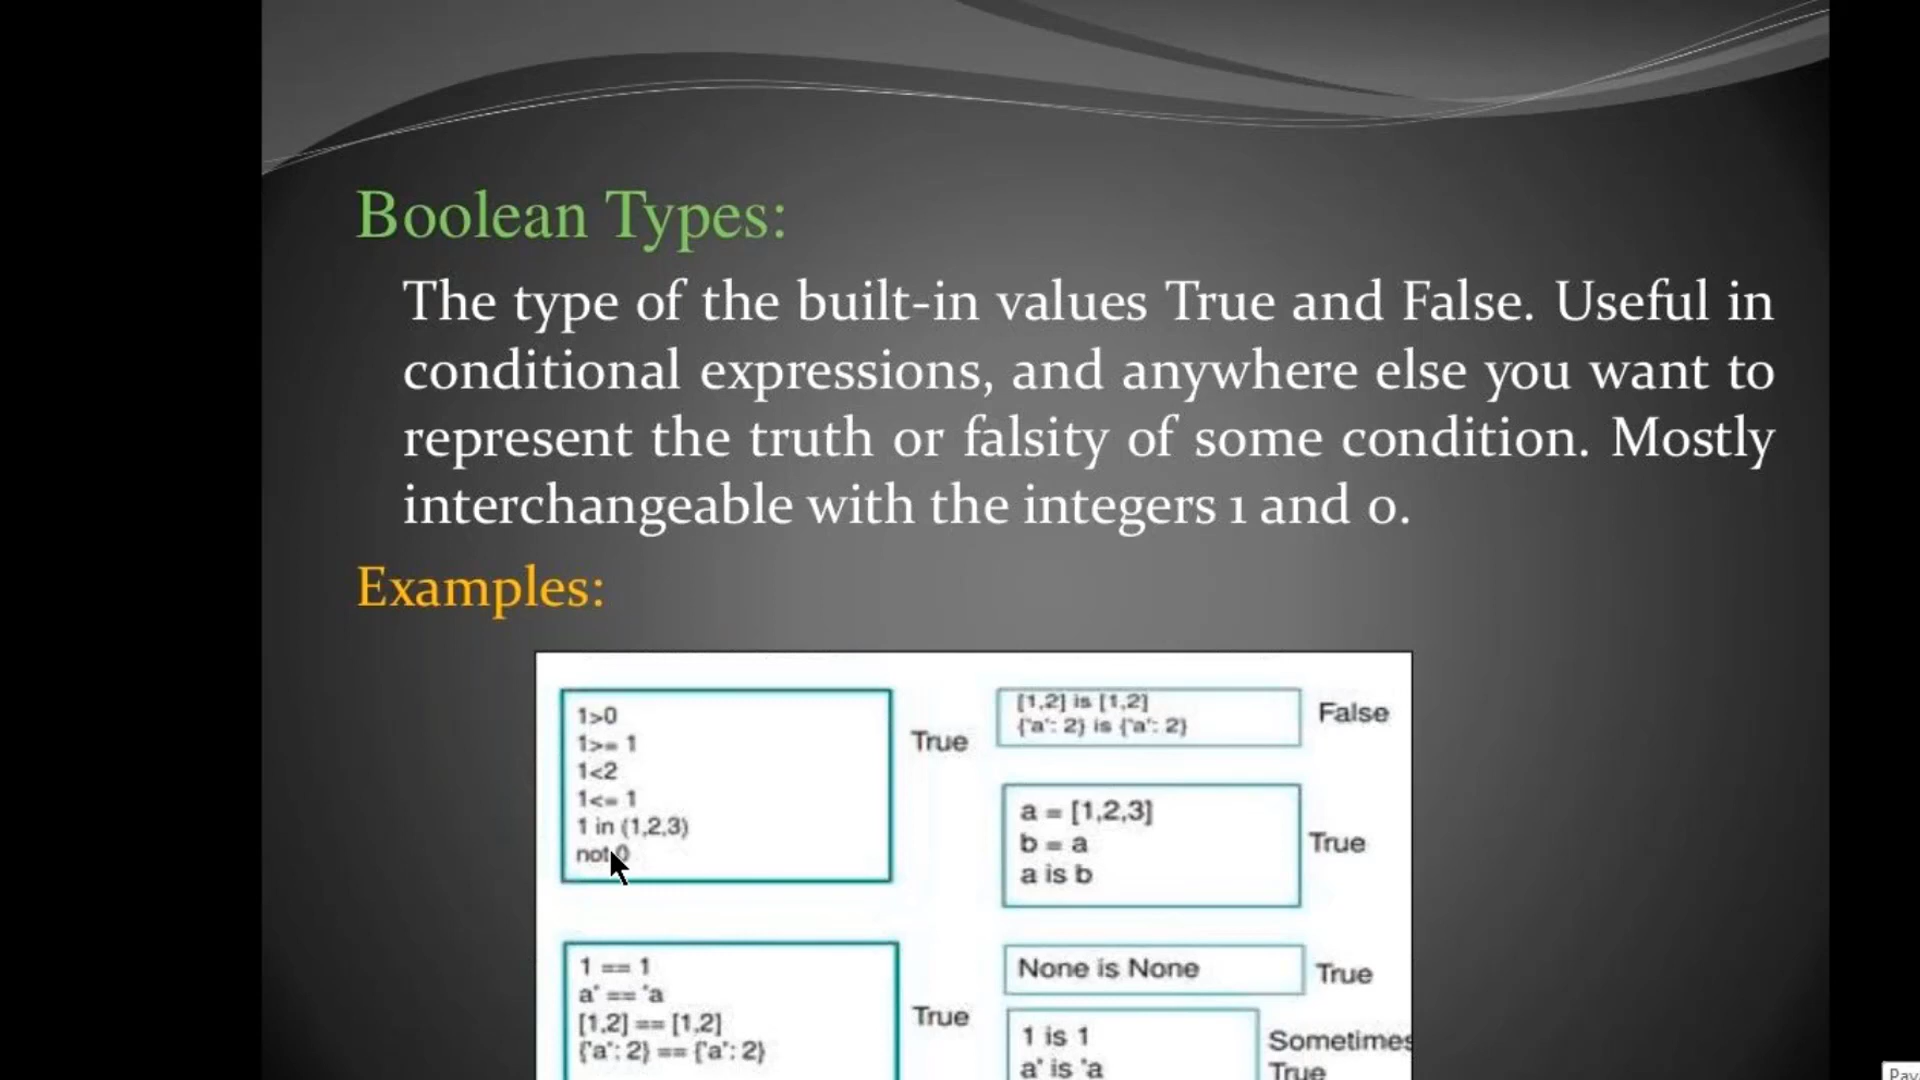 Boolean Types:
The type of the built-in values True and False. Useful in
conditional expressions, and anywhere else you want to
represent the truth or falsity of some condition. Mostly
interchangeable with the integers 1 and 0.
Examples:
1>0
1>= 1
1<2
1<= 1
1 in (1,2,3)
not 0
True
[1,2] is [1,2]
{'a': 2} is {'a': 2}
False
a = [1,2,3]
b = a
a is b
True
1 == 1
a' == 'a
[1,2] == [1,2]
{'a': 2} == {'a': 2}
True
None is None
True
1 is 1
a' is 'a
Sometimes
True